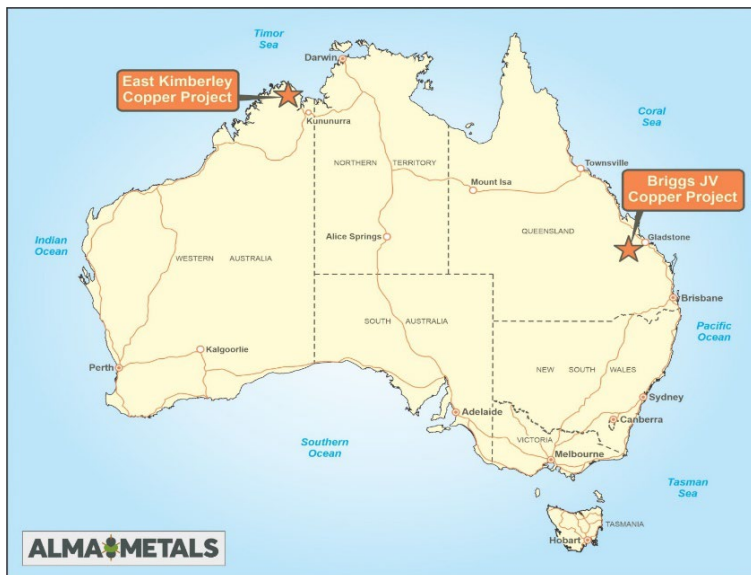 Timor
Sea
Darwin
East Kimberley
Copper Project
Kununurra
Coral
Sea
NORTHERN TERRITORY
Townsville
Mount Isa
Briggs JV
Copper Project
Indian
Ocean
WESTERN AUSTRALIA
Alice Springs
QUEENSLAND
Gladstone
SOUTH AUSTRALIA
Brisbane
Pacific
Ocean
Perth
Kalgoorlie
NEW SOUTH WALES
Sydney
Adelaide
Canberra
Southern
Ocean
VICTORIA
Melbourne
Tasman
Sea
TASMANIA
Hobart
ALMA METALS